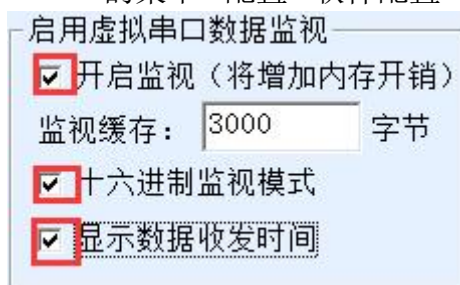 启用虚拟串口数据监视
开启监视（将增加内存开销）
监视缓存： 3000 字节
十六进制监视模式
显示数据收发时间